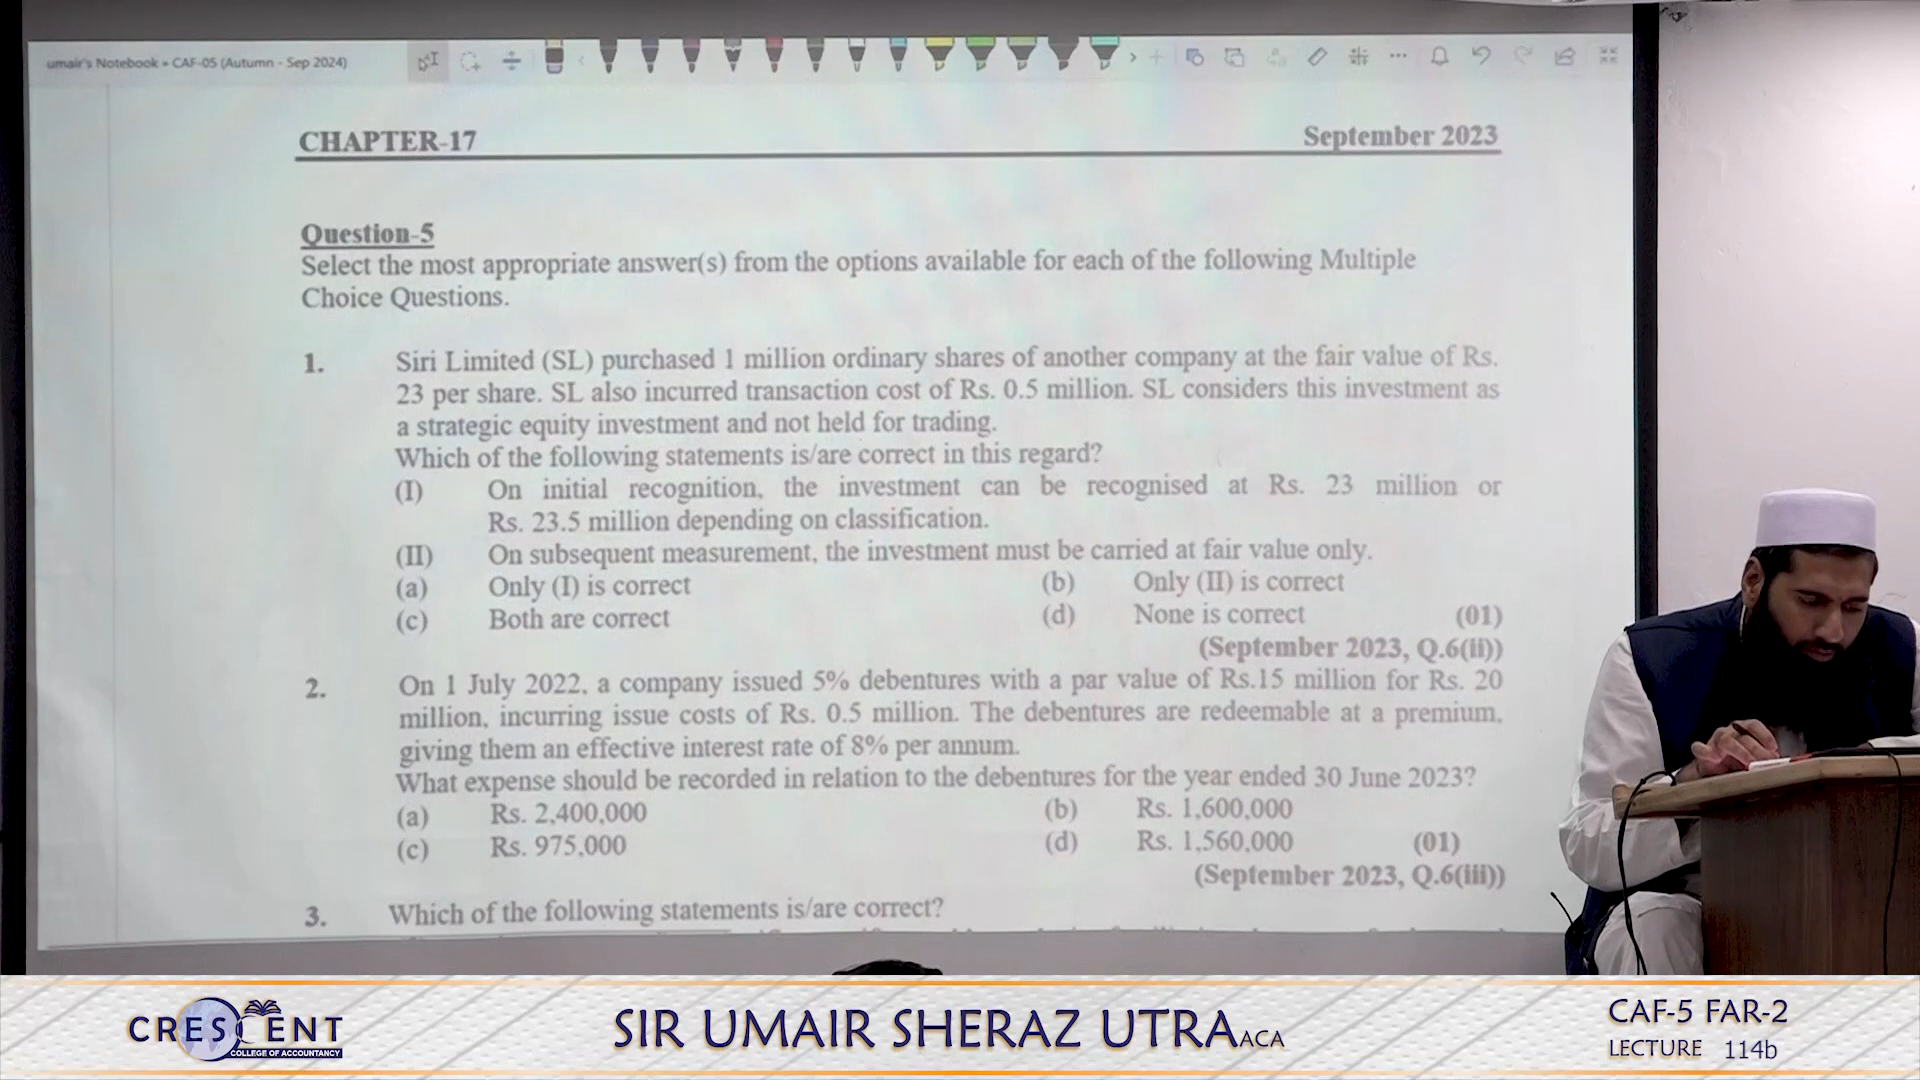 umair's Notebook » CAF-05 (Autumn - Sep 2024)
CHAPTER-17 September 2023
Question-5
Select the most appropriate answer(s) from the options available for each of the following Multiple
Choice Questions.
1. Siri Limited (SL) purchased 1 million ordinary shares of another company at the fair value of Rs.
23 per share. SL also incurred transaction cost of Rs. 0.5 million. SL considers this investment as
a strategic equity investment and not held for trading.
Which of the following statements is/are correct in this regard?
(I) On initial recognition, the investment can be recognised at Rs. 23 million or
Rs. 23.5 million depending on classification.
(II) On subsequent measurement, the investment must be carried at fair value only.
(a) Only (I) is correct (b) Only (II) is correct
(c) Both are correct (d) None is correct (01)
(September 2023, Q.6(ii))
2. On 1 July 2022, a company issued 5% debentures with a par value of Rs.15 million for Rs. 20
million, incurring issue costs of Rs. 0.5 million. The debentures are redeemable at a premium,
giving them an effective interest rate of 8% per annum.
What expense should be recorded in relation to the debentures for the year ended 30 June 2023?
(a) Rs. 2,400,000 (b) Rs. 1,600,000
(c) Rs. 975,000 (d) Rs. 1,560,000 (01)
(September 2023, Q.6(iii))
3. Which of the following statements is/are correct?
CRESCENT
COLLEGE OF ACCOUNTANCY
SIR UMAIR SHERAZ UTRA ACA
CAF-5 FAR-2
LECTURE 114b